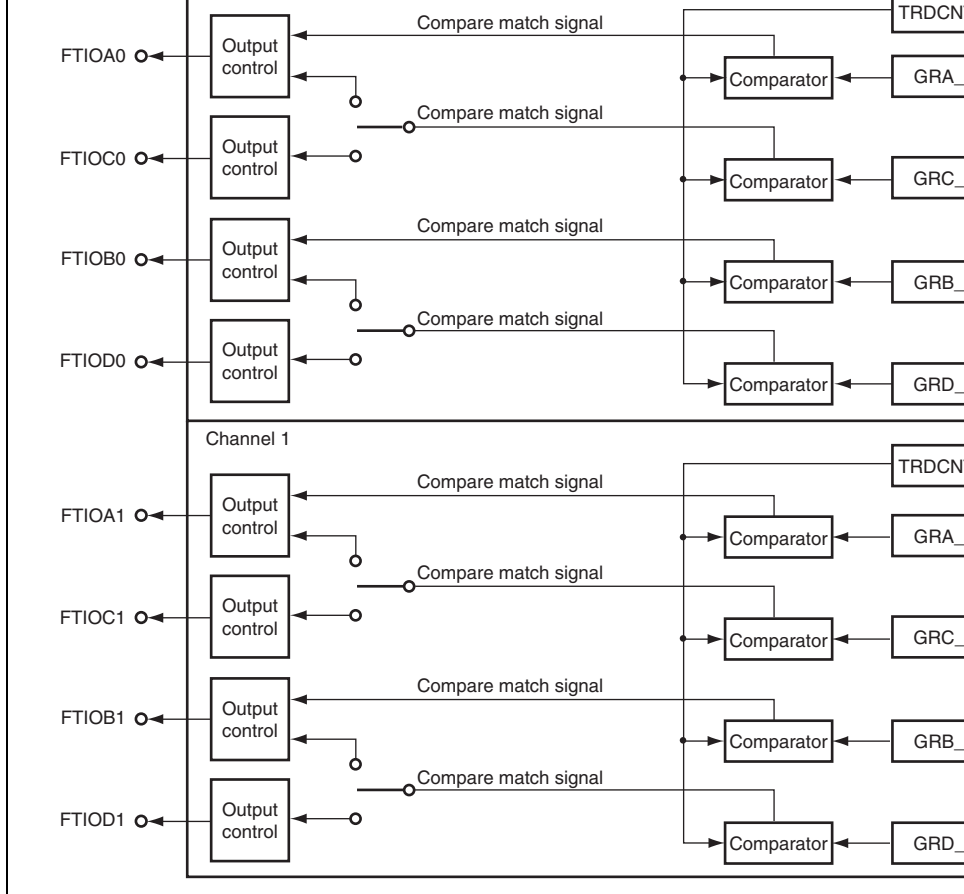 TRDCN
Compare match signal
FTIOA0
Output
control
Comparator
GRA_
Compare match signal
FTIOC0
Output
control
Comparator
GRC_
Compare match signal
FTIOB0
Output
control
Comparator
GRB_
Compare match signal
FTIOD0
Output
control
Comparator
GRD_
Channel 1
TRDCN
Compare match signal
FTIOA1
Output
control
Comparator
GRA_
Compare match signal
FTIOC1
Output
control
Comparator
GRC_
Compare match signal
FTIOB1
Output
control
Comparator
GRB_
Compare match signal
FTIOD1
Output
control
Comparator
GRD_